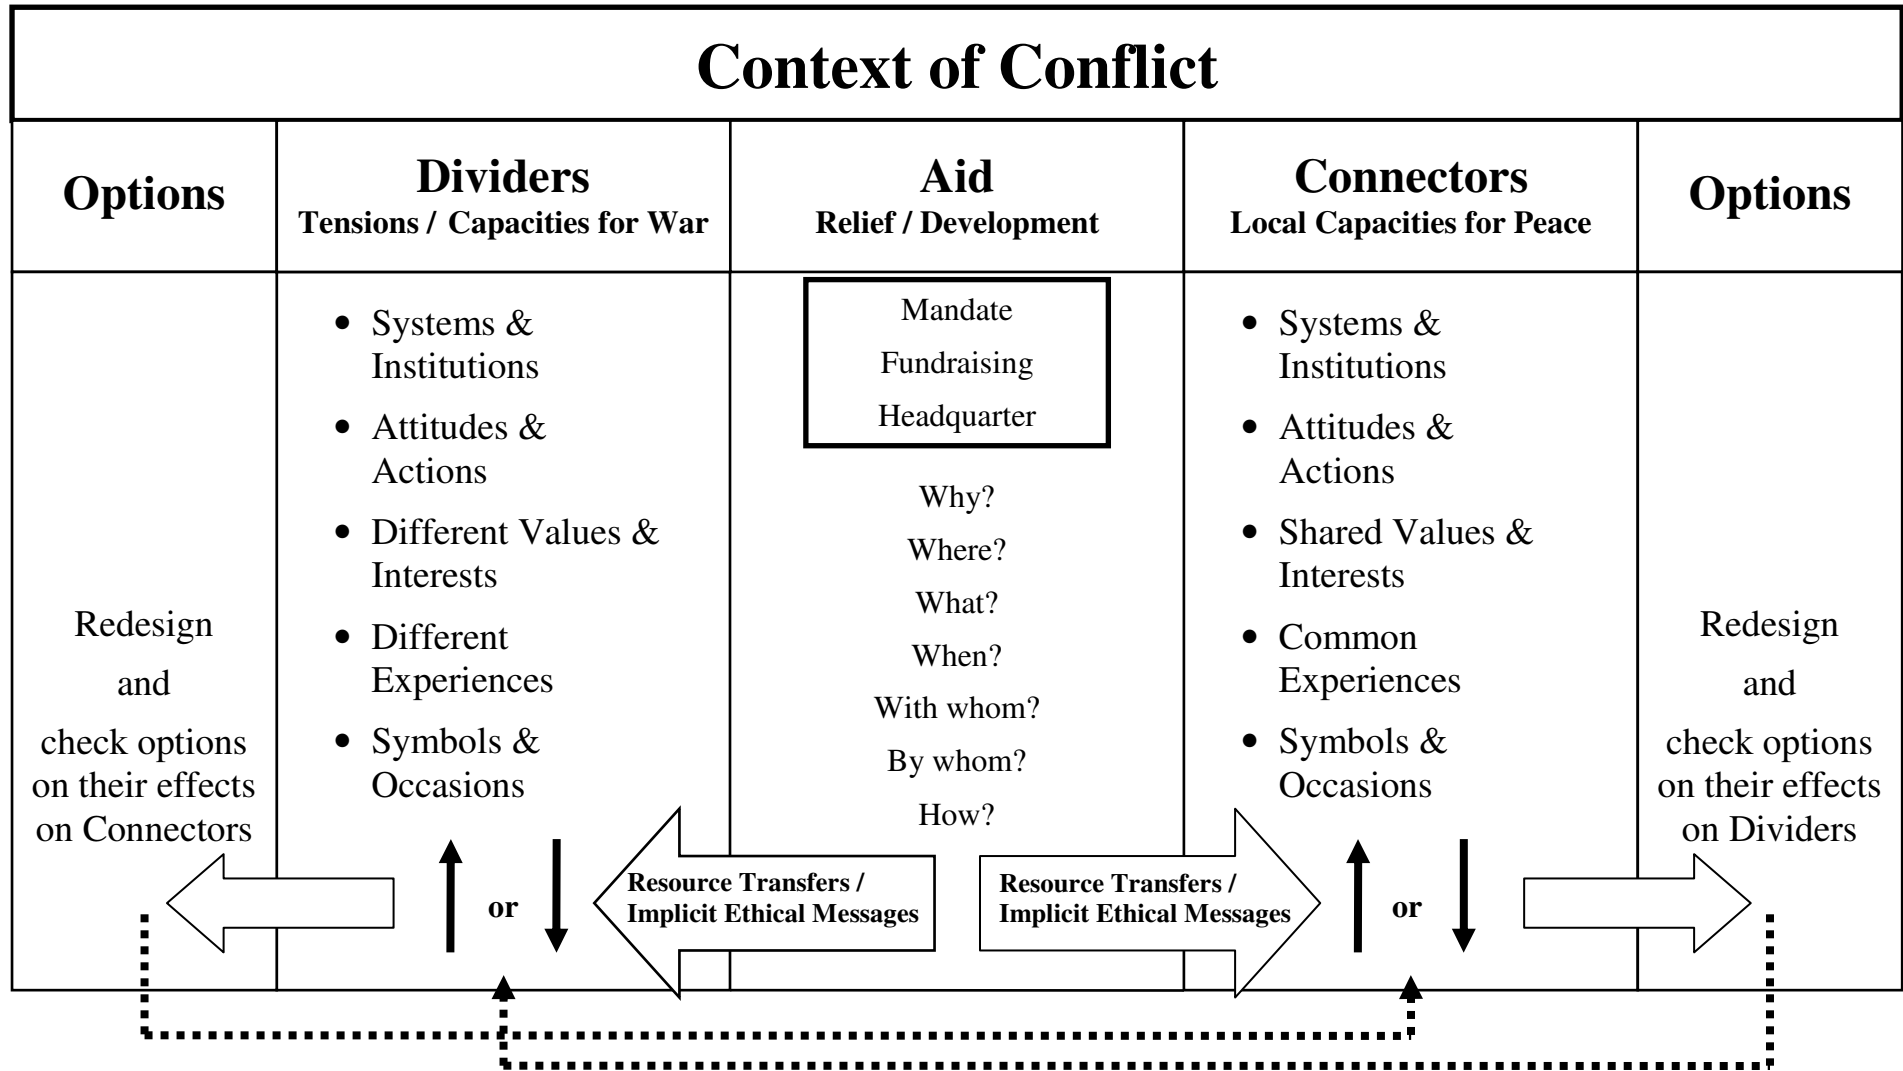 Context of Conflict
Options
Dividers
Tensions / Capacities for War
Aid
Relief / Development
Connectors
Local Capacities for Peace
Options
Redesign
and
check options
on their effects
on Connectors
• Systems &
Institutions
• Attitudes &
Actions
• Different Values &
Interests
• Different
Experiences
• Symbols &
Occasions
or
Mandate
Fundraising
Headquarter
Why?
Where?
What?
When?
With whom?
By whom?
How?
Resource Transfers /
Implicit Ethical Messages
Resource Transfers /
Implicit Ethical Messages
• Systems &
Institutions
• Attitudes &
Actions
• Shared Values &
Interests
• Common
Experiences
• Symbols &
Occasions
or
Redesign
and
check options
on their effects
on Dividers